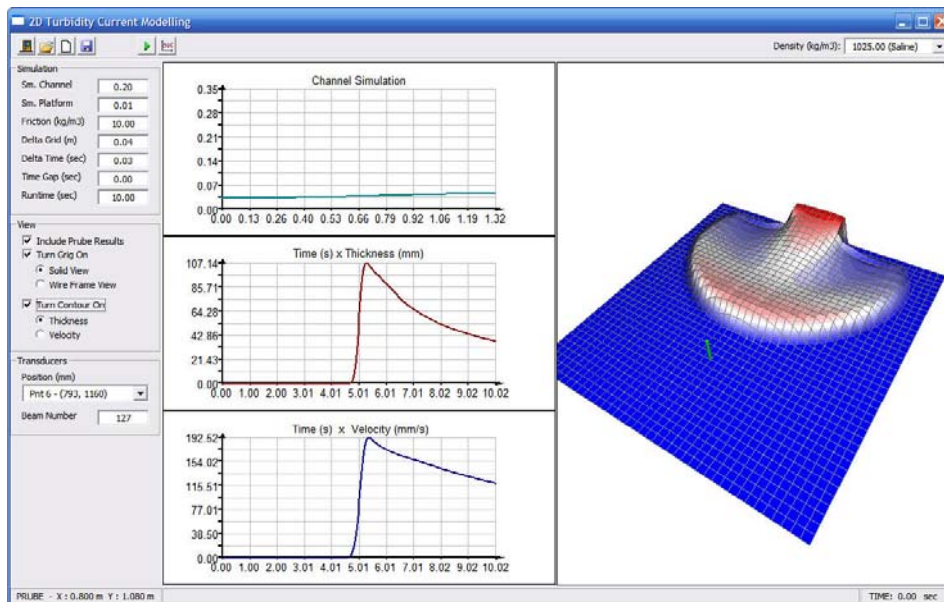 2D Turbidity Current Modelling
Density (kg/m3): 1025.00 (Saline)
Simulation
Sm. Channel 0.20
Sm. Platform 0.01
Friction (kg/m3) 10.00
Delta Grid (m) 0.04
Delta Time (sec) 0.03
Time Gap (sec) 0.00
Runtime (sec) 10.00
View
Include Prube Results
Turn Grig On
Solid View
Wire Frame View
Turn Contour On
Thickness
Velocity
Transducers
Position (mm)
Pnt 6 - (793, 1160)
Beam Number 127
Channel Simulation
0.35
0.28
0.21
0.14
0.07
0.00
0.00 0.13 0.26 0.40 0.53 0.66 0.79 0.92 1.06 1.19 1.32
Time (s) x Thickness (mm)
107.14
85.71
64.28
42.86
21.43
0.00
0.00 1.00 2.00 3.01 4.01 5.01 6.01 7.01 8.02 9.02 10.02
Time (s) x Velocity (mm/s)
192.52
154.02
115.51
77.01
38.50
0.00
0.00 1.00 2.00 3.01 4.01 5.01 6.01 7.01 8.02 9.02 10.02
PRUBE - X : 0.800 m Y : 1.080 m
TIME: 0.00 sec